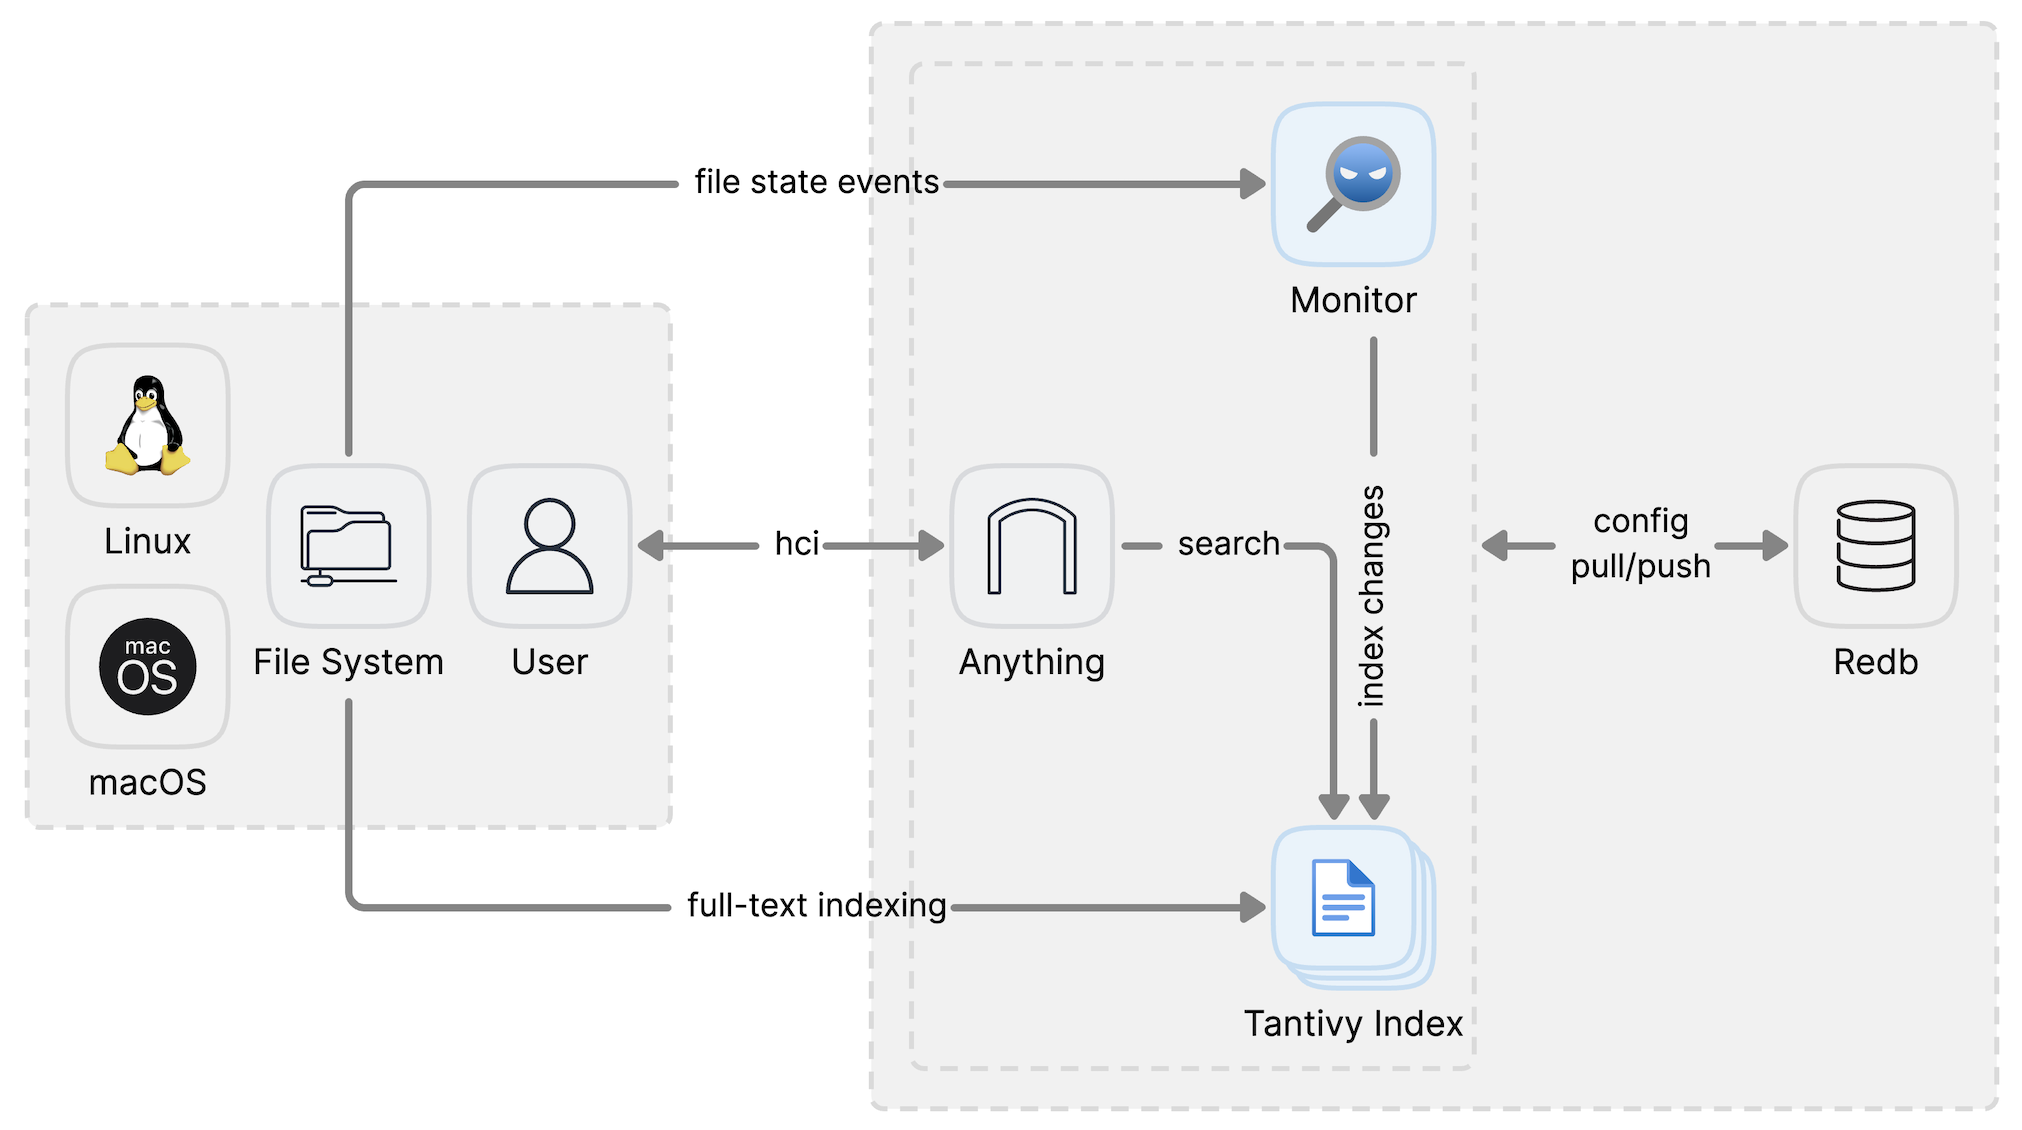 file state events
Monitor
Linux
mac
OS
macOS
File System
User
hci
Anything
search
index changes
config
pull/push
Redb
full-text indexing
Tantivy Index